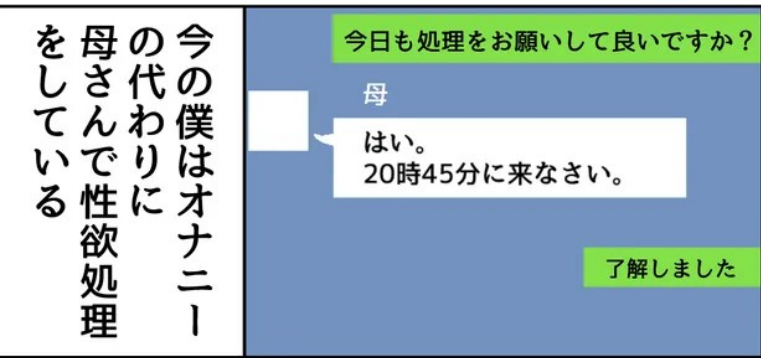 今日も処理をお願いして良いですか?
母
はい。
20時45分に来なさい。
了解しました
今の僕はオナニー
の代わりに
母さんで性欲処理
をしている